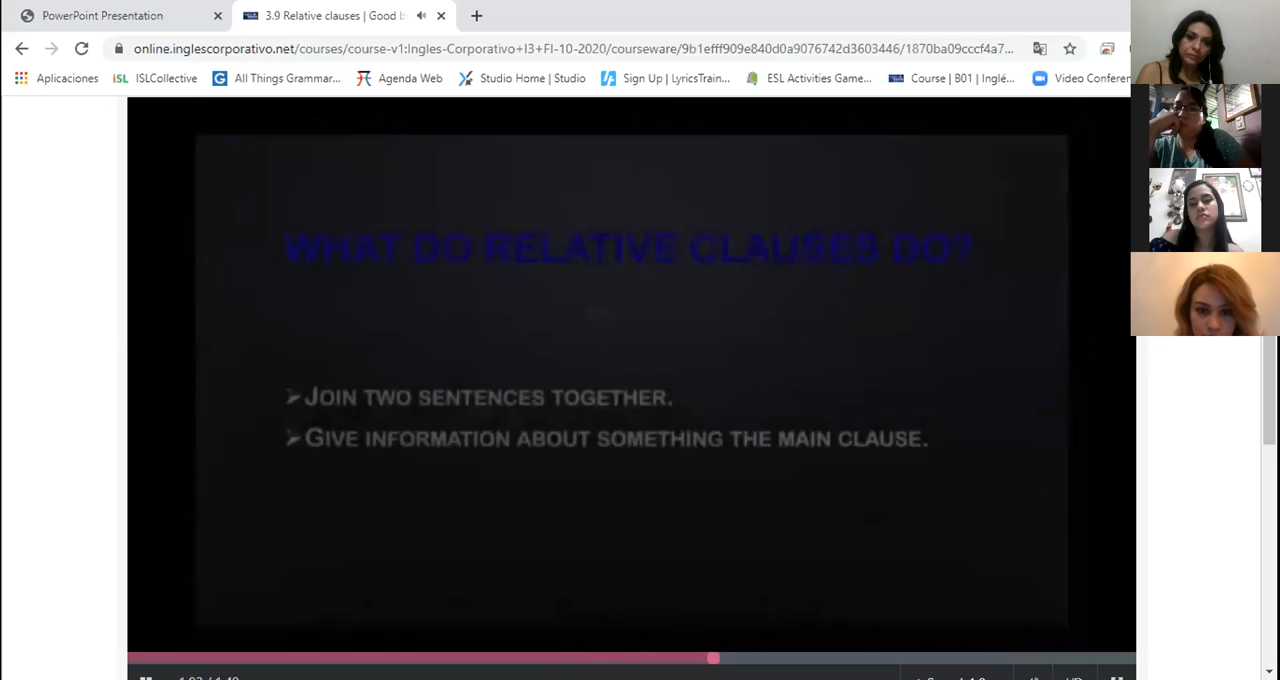 PowerPoint Presentation
3.9 Relative clauses | Good b
online.inglescorporativo.net/courses/course-v1:Ingles-Corporativo+I3+FI-10-2020/courseware/9b1efff909e840d0a9076742d3603446/1870ba09cccf4a7...
Aplicaciones
iSL ISLCollective
All Things Grammar...
Agenda Web
Studio Home | Studio
Sign Up | LyricsTrain...
ESL Activities Game...
Course | B01 | Inglé...
Video Conferen
WHAT DO RELATIVE CLAUSES DO?
➢JOIN TWO SENTENCES TOGETHER.
➢GIVE INFORMATION ABOUT SOMETHING THE MAIN CLAUSE.